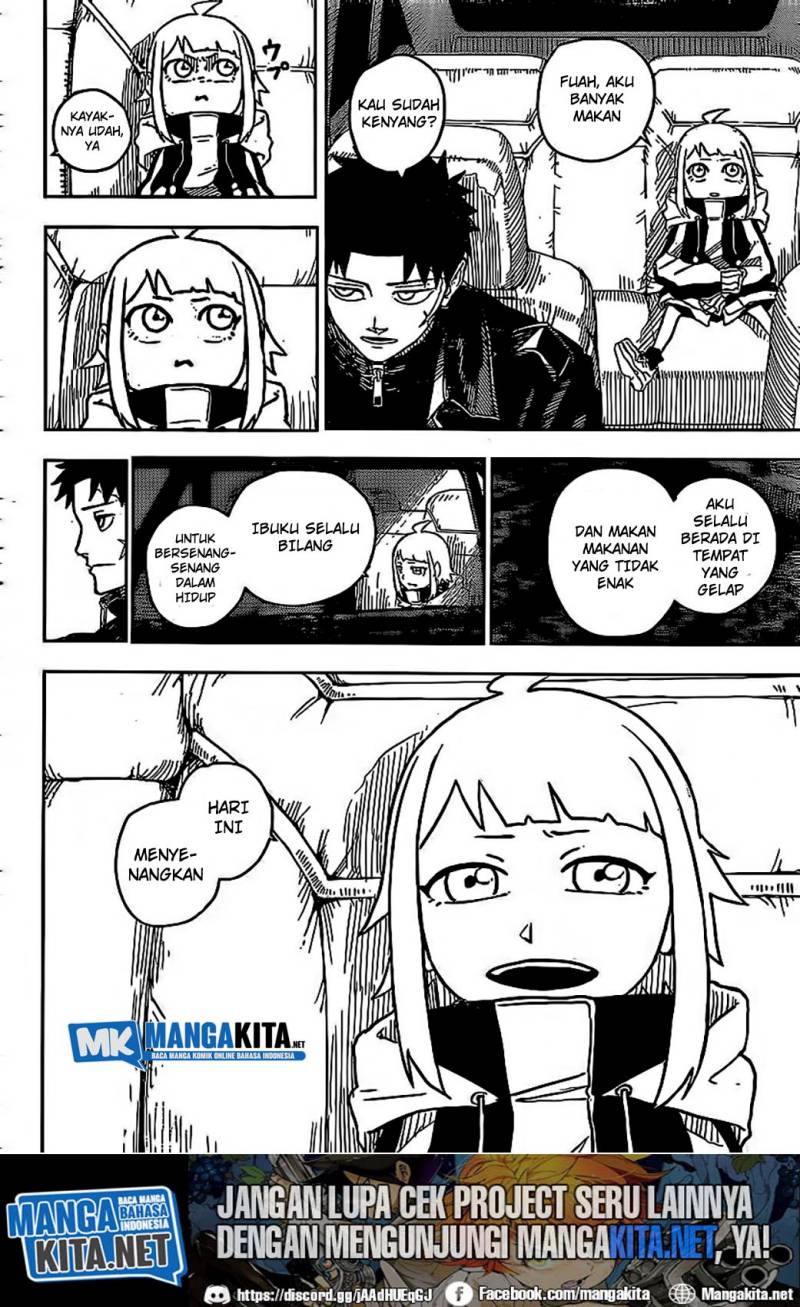 FUAH, AKU
BANYAK
MAKAN
KAU SUDAH
KENYANG?
ウプ
KAYAK-
NYA UDAH,
YA
AKU
SELALU
BERADA DI
TEMPAT
YANG
GELAP
DAN MAKAN
MAKANAN
YANG TIDAK
ENAK
IBUKU SELALU
BILANG
UNTUK
BERSENANG-
SENANG
DALAM
HIDUP
HARI
INI
MENYE-
NANGKAN
MK MANGAKITA.NET
BACA MANGA KOMIK ONLINE BAHASA INDONESIA
MANGA
KITA.NET
BACA MANGA
BAHASA
INDONESIA
JANGAN LUPA CEK PROJECT SERU LAINNYA
DENGAN MENGUNJUNGI MANGAKITA.NET, YA!
https://discord.gg/jAAdHUEqGJ
Facebook.com/mangakita
Mangakita.net